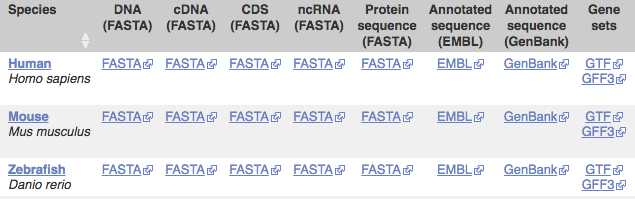 Species DNA (FASTA) cDNA (FASTA) CDS (FASTA) ncRNA (FASTA) Protein sequence (FASTA) Annotated sequence (EMBL) Annotated sequence (GenBank) Gene sets
Human FASTA FASTA FASTA FASTA FASTA EMBL GenBank GTF
Homo sapiens GFF3
Mouse FASTA FASTA FASTA FASTA FASTA EMBL GenBank GTF
Mus musculus GFF3
Zebrafish FASTA FASTA FASTA FASTA FASTA EMBL GenBank GTF
Danio rerio GFF3